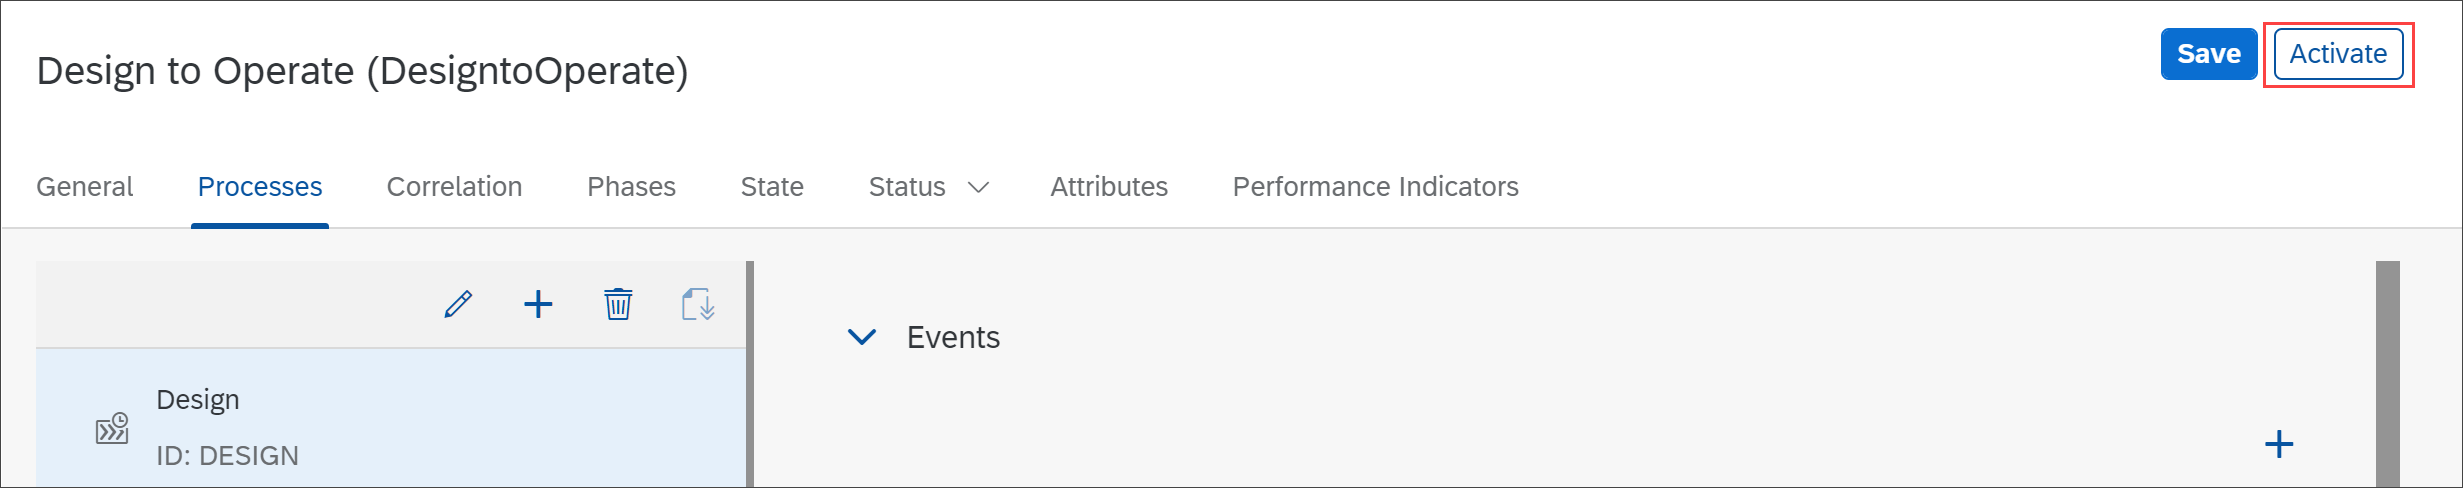 Design to Operate (DesigntoOperate)
Save
Activate
General
Processes
Correlation
Phases
State
Status
Attributes
Performance Indicators
Events
Design
ID: DESIGN